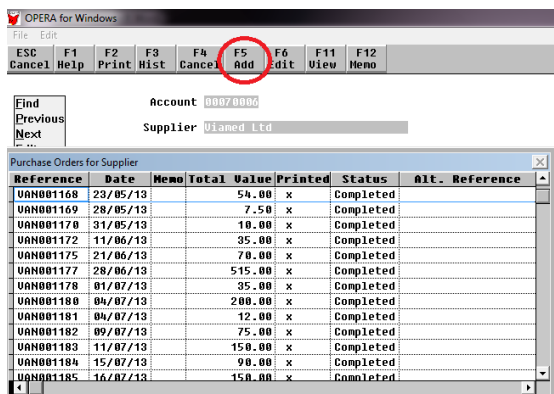 OPERA for Windows
File Edit
ESC F1 F2 F3 F4 F5 F6 F11 F12
Cancel Help Print Hist Cancel Add Edit View Memo
Find Account 00070006
Previous
Next Supplier Viamed Ltd
Purchase Orders for Supplier
Reference Date Memo Total Value Printed Status Alt. Reference
VAN001168 23/05/13 54.00 x Completed
VAN001169 28/05/13 7.50 x Completed
VAN001170 31/05/13 10.00 x Completed
VAN001172 11/06/13 35.00 x Completed
VAN001175 21/06/13 70.00 x Completed
VAN001177 28/06/13 515.00 x Completed
VAN001178 01/07/13 35.00 x Completed
VAN001180 04/07/13 200.00 x Completed
VAN001181 04/07/13 12.00 x Completed
VAN001182 09/07/13 75.00 x Completed
VAN001183 11/07/13 150.00 x Completed
VAN001184 15/07/13 90.00 x Completed
VAN001185 16/07/13 150.00 x Completed